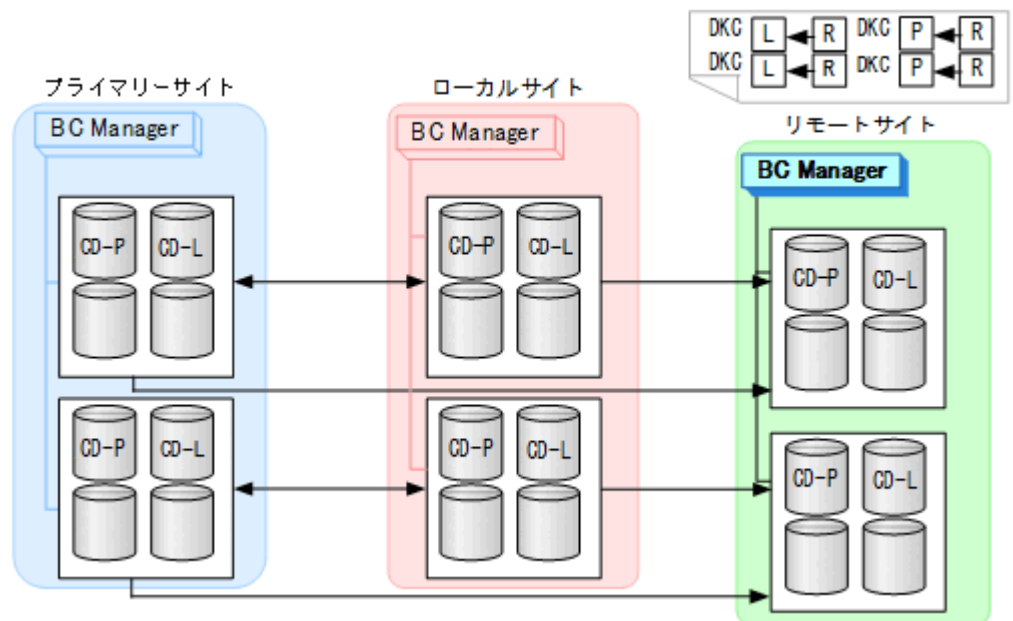 DKC L R DKC P R
DKC L R DKC P R
プライマリーサイト
ローカルサイト
リモートサイト
BC Manager
BC Manager
BC Manager
CD-P CD-L
CD-P CD-L
CD-P CD-L
CD-P CD-L
CD-P CD-L
CD-P CD-L